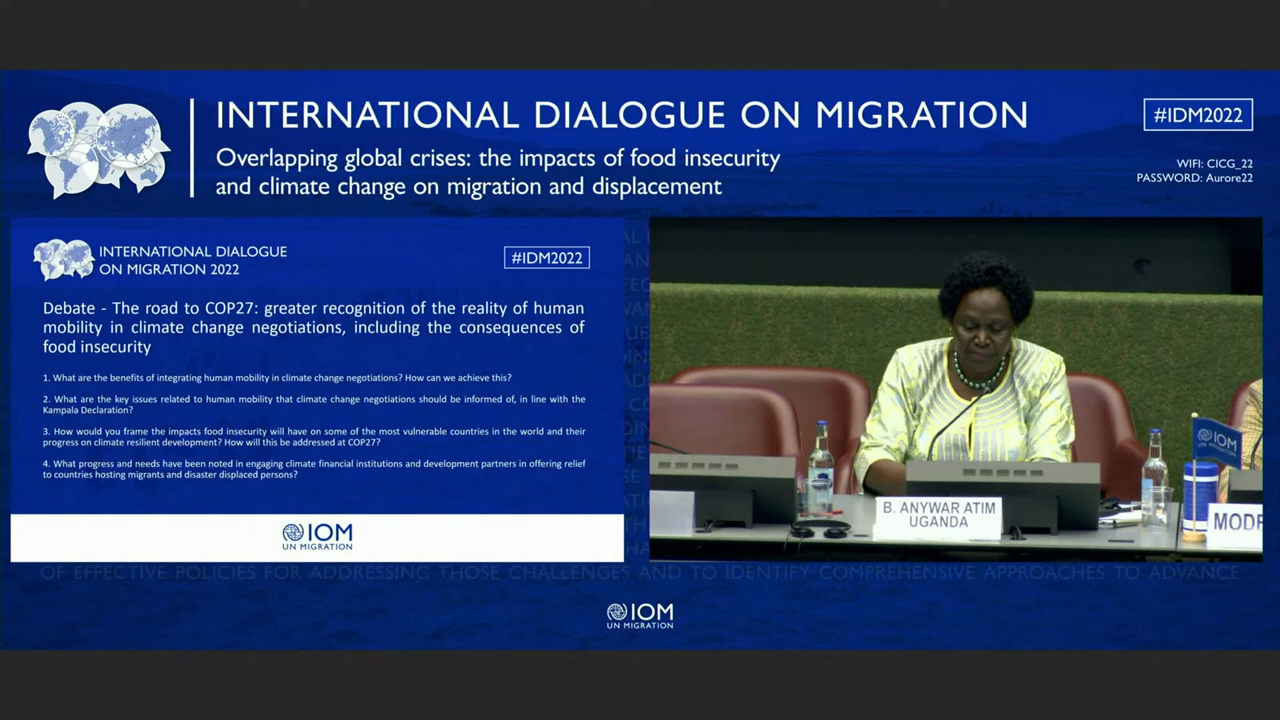 INTERNATIONAL DIALOGUE ON MIGRATION
Overlapping global crises: the impacts of food insecurity
and climate change on migration and displacement
#IDM2022
WIFI: CICG_22
PASSWORD: Aurore22
INTERNATIONAL DIALOGUE
ON MIGRATION 2022
#IDM2022
Debate - The road to COP27: greater recognition of the reality of human
mobility in climate change negotiations, including the consequences of
food insecurity
1. What are the benefits of integrating human mobility in climate change negotiations? How can we achieve this?
2. What are the key issues related to human mobility that climate change negotiations should be informed of, in line with the
Kampala Declaration?
3. How would you frame the impacts food insecurity will have on some of the most vulnerable countries in the world and their
progress on climate resilient development? How will this be addressed at COP27?
4. What progress and needs have been noted in engaging climate financial institutions and development partners in offering relief
to countries hosting migrants and disaster displaced persons?
IOM
UN MIGRATION
B. ANYWAR ATIM
UGANDA
IOM
UN MIGRATION
OF EFFECTIVE POLICIES FOR ADDRESSING THOSE CHALLENGES AND TO IDENTIFY COMPREHENSIVE APPROACHES TO ADVANCE
IOM
UN MIGRATION